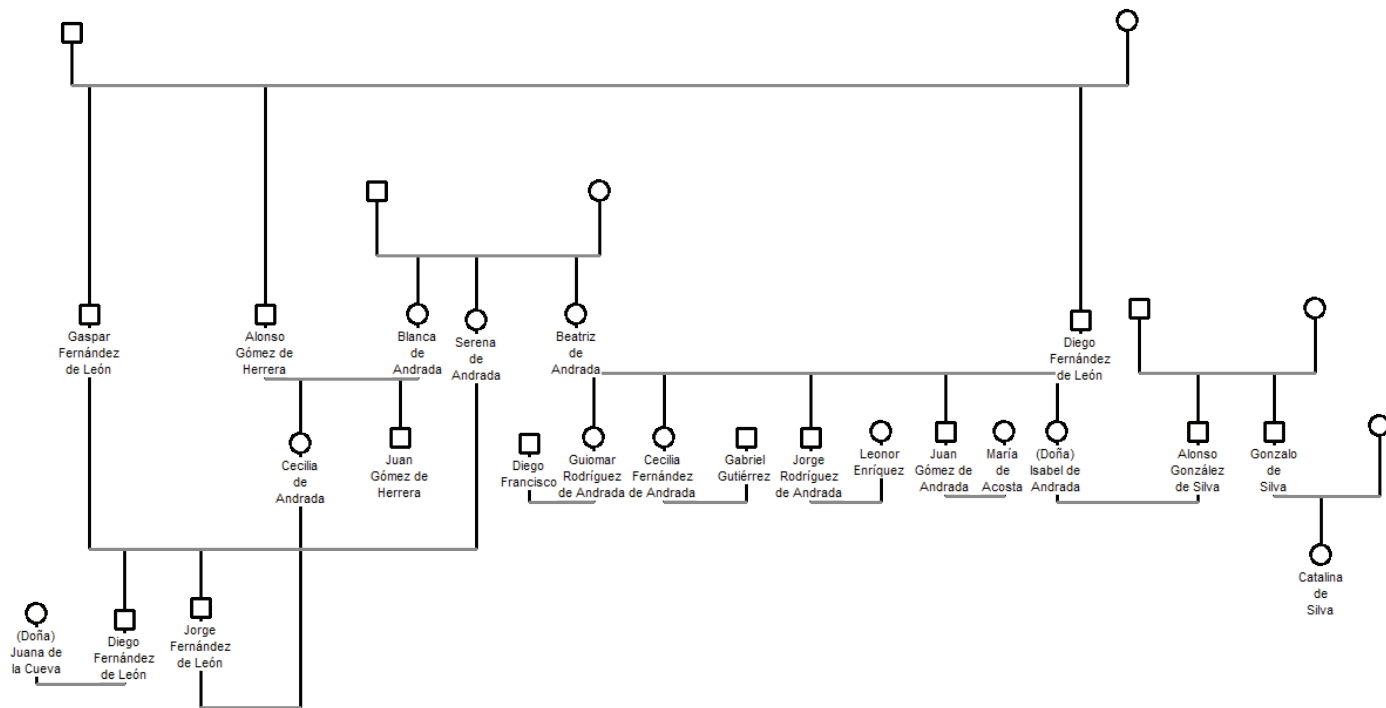 Gaspar
Fernández
de León
Alonso
Gómez de
Herrera
Blanca
de
Andrada
Serena
de
Andrada
Beatriz
de
Andrada
Diego
Fernández
de León
Cecilia
de
Andrada
Juan
Gómez de
Herrera
Diego
Francisco
Guiomar
Rodríguez
de Andrada
Cecilia
Fernández
de Andrada
Gabriel
Gutiérrez
Jorge
Rodríguez
de Andrada
Leonor
Enríquez
Juan
Gómez de
Andrada
María
de
Acosta
(Doña)
Isabel de
Andrada
Alonso
González
de Silva
Gonzalo
de
Silva
Catalina
de
Silva
(Doña)
Juana de
la Cueva
Diego
Fernández
de León
Jorge
Fernández
de León